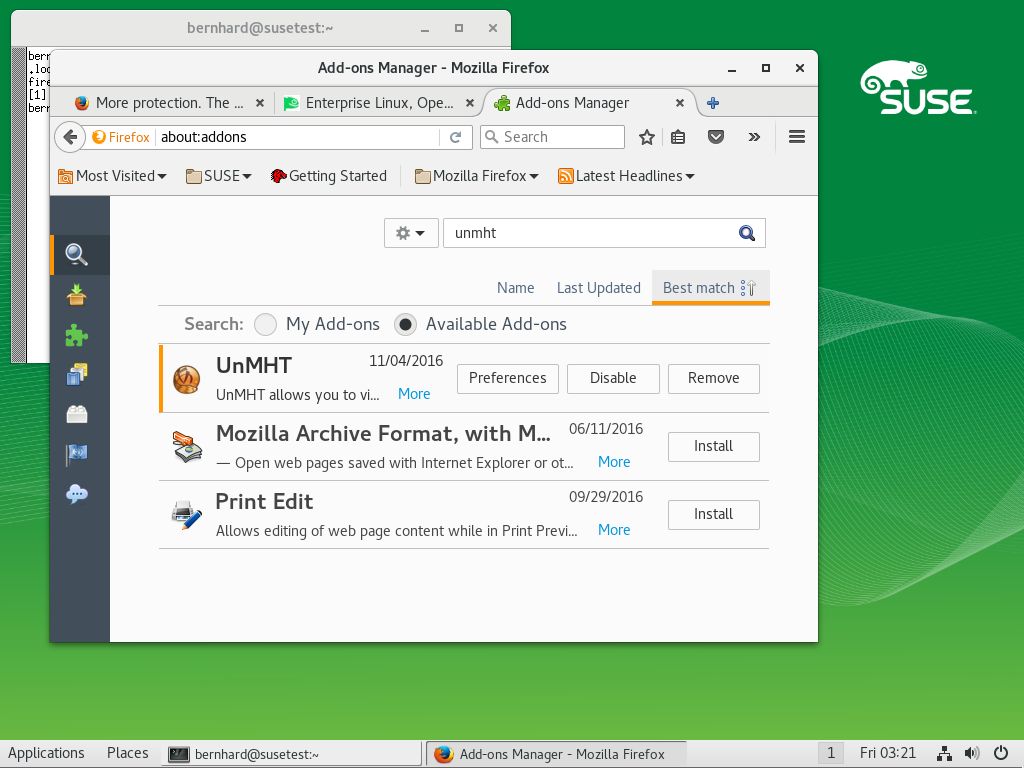 bernhard@susetest:~
bern
.loc
fire
[1]
bern
Add-ons Manager - Mozilla Firefox
More protection. The ...
Enterprise Linux, Ope...
Add-ons Manager
Firefox
about:addons
Search
Most Visited
SUSE
Getting Started
Mozilla Firefox
Latest Headlines
unmht
Name
Last Updated
Best match
Search:
My Add-ons
Available Add-ons
UnMHT
11/04/2016
UnMHT allows you to vi...
More
Preferences
Disable
Remove
Mozilla Archive Format, with M...
06/11/2016
— Open web pages saved with Internet Explorer or ot...
More
Install
Print Edit
09/29/2016
Allows editing of web page content while in Print Previ...
More
Install
SUSE
Applications
Places
bernhard@susetest:~
Add-ons Manager - Mozilla Firefox
1
Fri 03:21